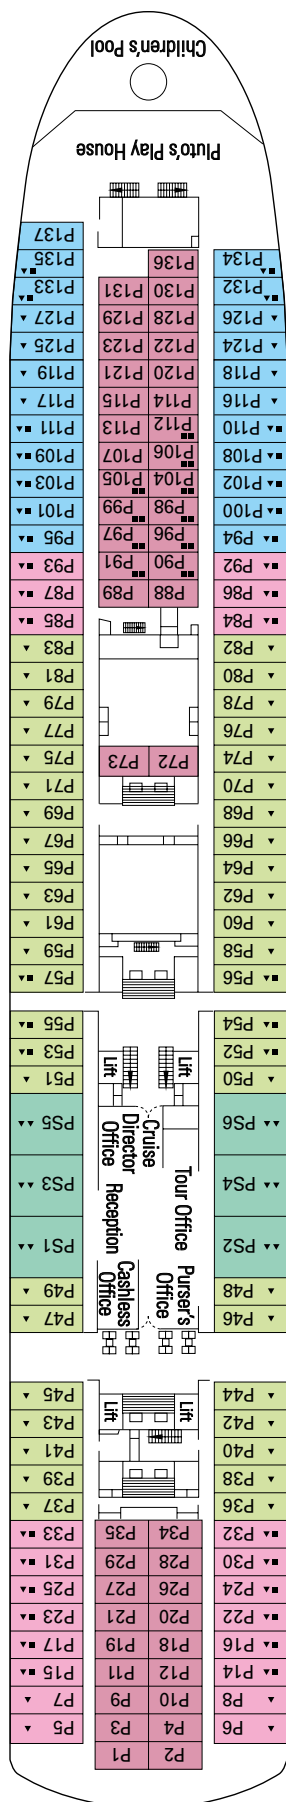 Children's Pool
Pluto's Play House
P137
P135 P136 P134
P133 P131 P130 P132
P127 P129 P128 P126
P125 P123 P122 P124
P119 P121 P120 P118
P117 P115 P114 P116
P111 P113 P112 P110
P109 P107 P106 P108
P103 P105 P104 P102
P101 P99 P98 P100
P95 P97 P96 P94
P93 P91 P90 P92
P87 P89 P88 P86
P85 P84
P83 P82
P81 P80
P79 P78
P77 P76
P75 P73 P72 P74
P71 P70
P69 P68
P67 P66
P65 P64
P63 P62
P61 P60
P59 P58
P57 P56
P55 P54
P53 Lift Lift P52
P51 P50
PS5 PS6
Cruise
Director
Office
PS3 PS4
Tour Office
Reception
PS1 PS2
Cashless
Office
Purser's
Office
P49 P48
P47 P46
P45 P44
P43 Lift Lift P42
P41 P40
P39 P38
P37 P36
P33 P35 P34 P32
P31 P29 P28 P30
P25 P27 P26 P24
P23 P21 P20 P22
P17 P19 P18 P16
P15 P11 P12 P14
P7 P9 P10 P8
P5 P3 P4 P6
P1 P2